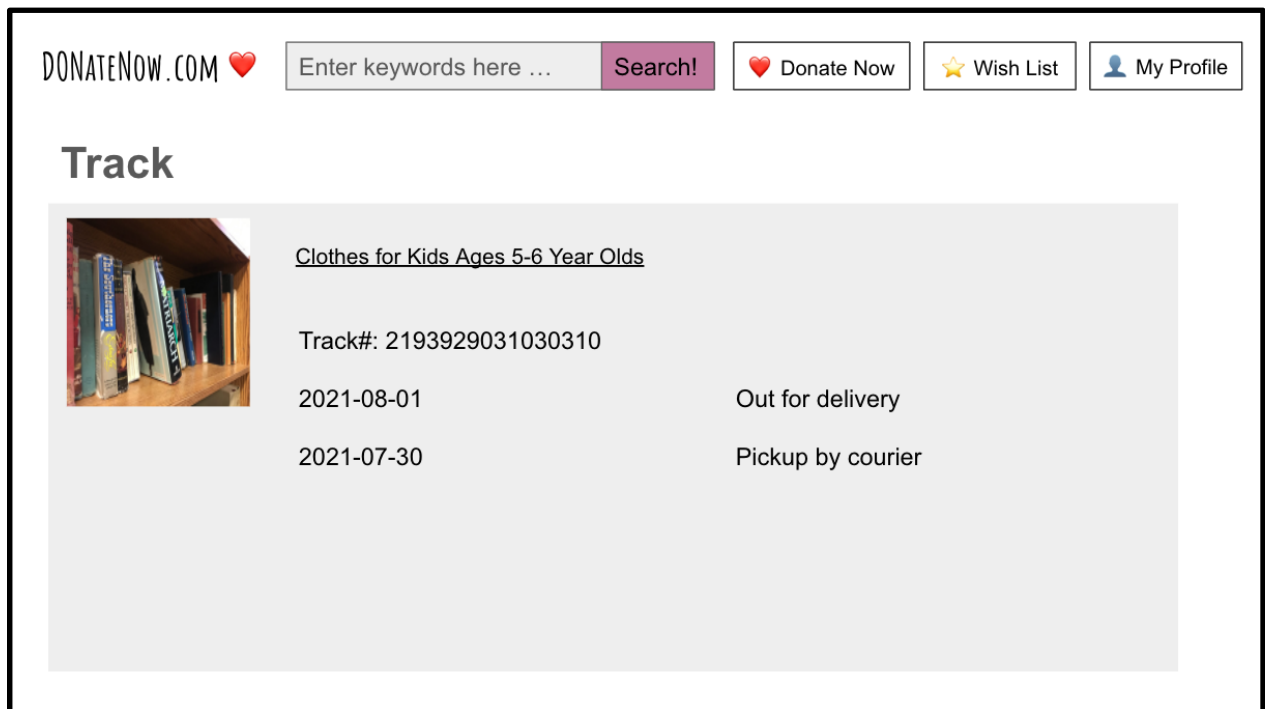 DONATENOW.COM ❤️
Enter keywords here …
Search!
❤️ Donate Now
⭐ Wish List
👤 My Profile
Track
Clothes for Kids Ages 5-6 Year Olds
PATRIARCH
Track#: 2193929031030310
2021-08-01 Out for delivery
2021-07-30 Pickup by courier